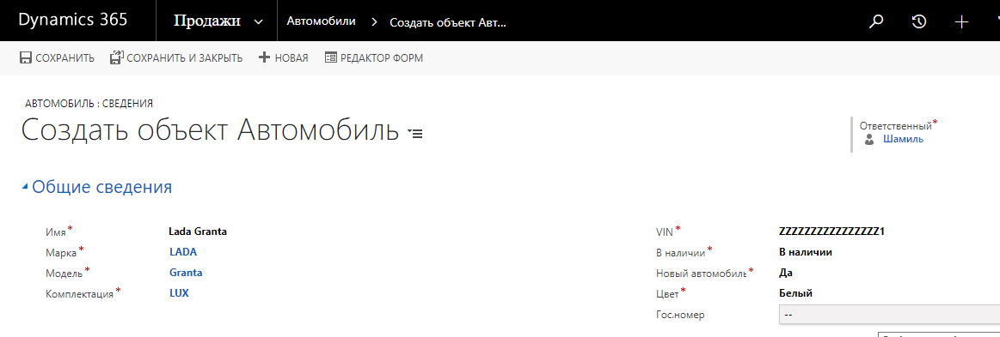 Dynamics 365 Продажи Автомобили Создать объект Авт...
СОХРАНИТЬ СОХРАНИТЬ И ЗАКРЫТЬ НОВАЯ РЕДАКТОР ФОРМ
АВТОМОБИЛЬ : СВЕДЕНИЯ
Создать объект Автомобиль
Ответственный*
Шамиль
Общие сведения
Имя* Lada Granta
Марка* LADA
Модель* Granta
Комплектация* LUX
VIN* ZZZZZZZZZZZZZZZZ1
В наличии* В наличии
Новый автомобиль* Да
Цвет* Белый
Гос.номер --